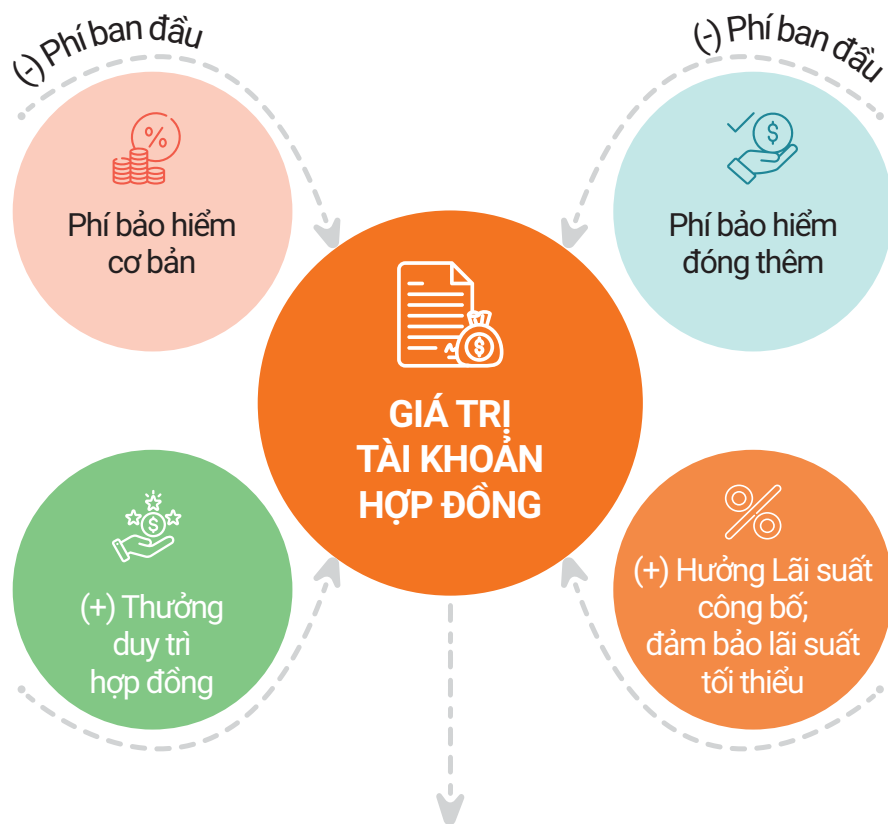 (-) Phí ban đầu
(-) Phí ban đầu
%
$
Phí bảo hiểm
cơ bản
Phí bảo hiểm
đóng thêm
$
GIÁ TRỊ
TÀI KHOẢN
HỢP ĐỒNG
$
(+) Thưởng
duy trì
hợp đồng
%
(+) Hưởng Lãi suất
công bố;
đảm bảo lãi suất
tối thiểu